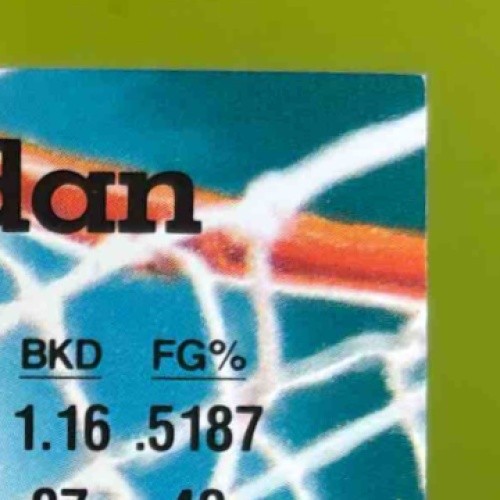 dan
BKD FG%
1.16 .5187